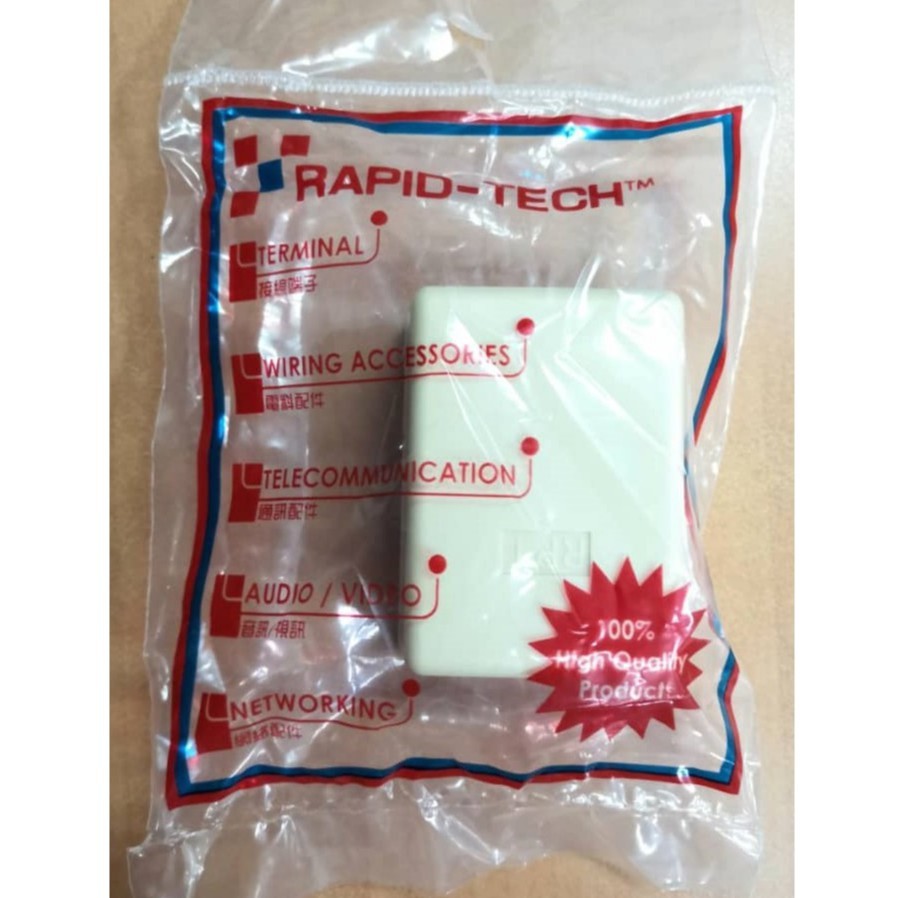 RAPID-TECH™
TERMINAL
接線端子
WIRING ACCESSORIES
電料配件
TELECOMMUNICATION
通訊配件
AUDIO / VIDEO
音訊/視訊
NETWORKING
網絡配件
100%
High Quality
Products